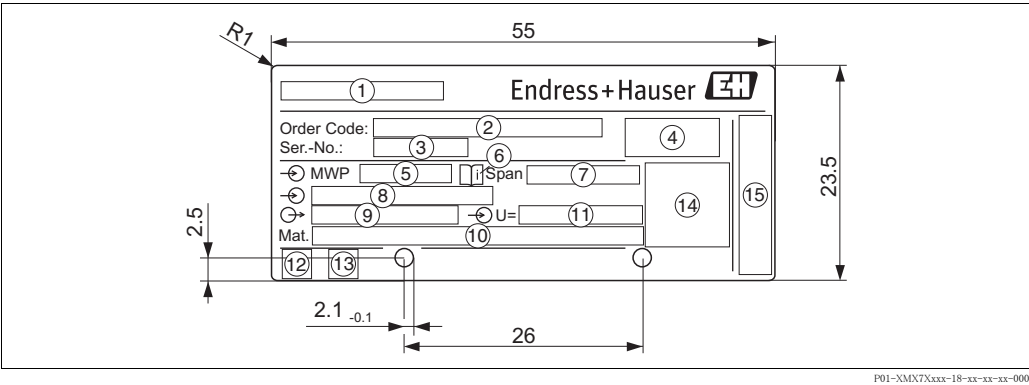 R1
55
1
Endress+Hauser EH
Order Code: 2
4
Ser.-No.: 3
6
MWP 5 i Span 7
15
23.5
8
14
9 U= 11
2.5
Mat. 10
12 13
2.1 -0.1
26
P01-XMX7Xxxx-18-xx-xx-xx-000